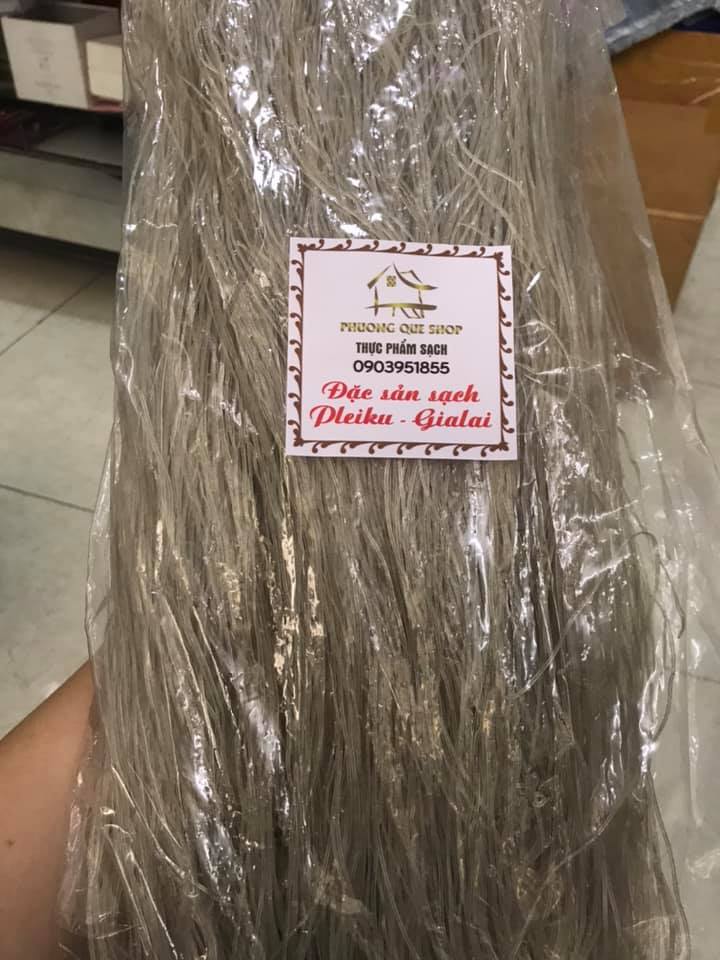 PHUONG QUE SHOP
THỰC PHẨM SẠCH
0903951855
Đặc sản sạch
Pleiku - Gialai